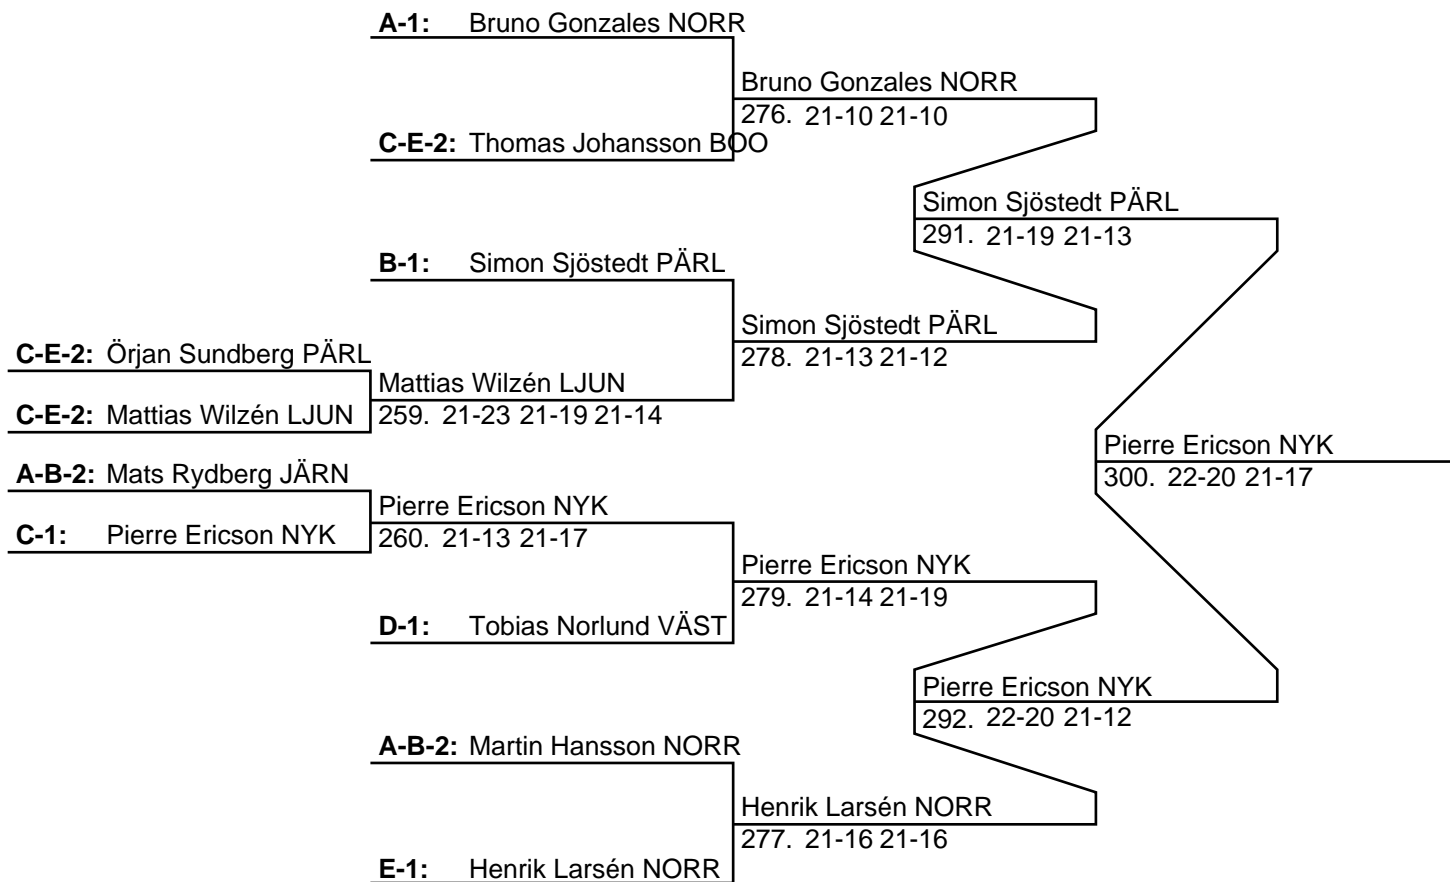 A-1: Bruno Gonzales NORR
Bruno Gonzales NORR
276. 21-10 21-10
C-E-2: Thomas Johansson BOO
Simon Sjöstedt PÄRL
291. 21-19 21-13
B-1: Simon Sjöstedt PÄRL
Simon Sjöstedt PÄRL
278. 21-13 21-12
C-E-2: Örjan Sundberg PÄRL
Mattias Wilzén LJUN
259. 21-23 21-19 21-14
C-E-2: Mattias Wilzén LJUN
Pierre Ericson NYK
300. 22-20 21-17
A-B-2: Mats Rydberg JÄRN
Pierre Ericson NYK
260. 21-13 21-17
C-1: Pierre Ericson NYK
Pierre Ericson NYK
279. 21-14 21-19
D-1: Tobias Norlund VÄST
Pierre Ericson NYK
292. 22-20 21-12
A-B-2: Martin Hansson NORR
Henrik Larsén NORR
277. 21-16 21-16
E-1: Henrik Larsén NORR